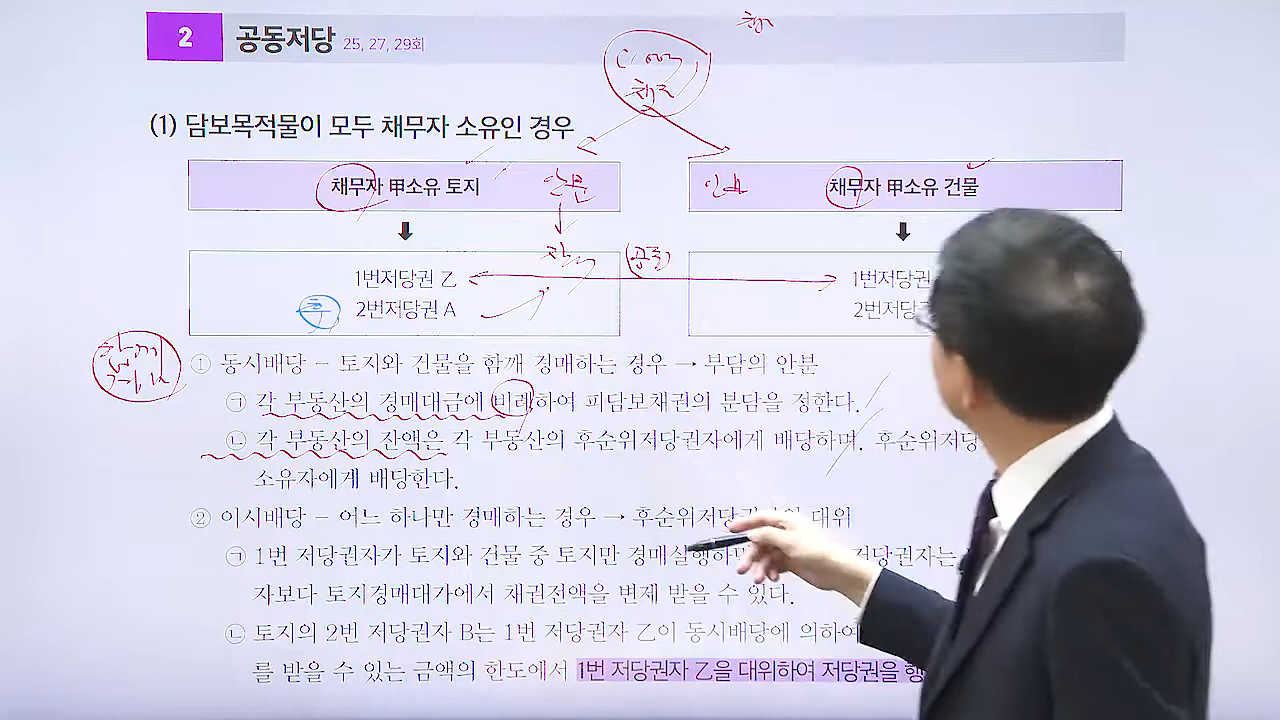 2 공동저당 25, 27, 29회
(1) 담보목적물이 모두 채무자 소유인 경우
채무자 甲소유 토지 안분
채무자 甲소유 건물
1번저당권 乙
공동
1번저당권
2번저당권 A
2번저당
① 동시배당 – 토지와 건물을 함께 경매하는 경우 → 부담의 안분
㉠ 각 부동산의 경매대금에 비례하여 피담보채권의 분담을 정한다.
㉡ 각 부동산의 잔액은 각 부동산의 후순위저당권자에게 배당하며, 후순위저당
소유자에게 배당한다.
② 이시배당 – 어느 하나만 경매하는 경우 → 후순위저당 대위
㉠ 1번 저당권자가 토지와 건물 중 토지만 경매실행하 저당권자는
자보다 토지경매대가에서 채권전액을 변제 받을 수 있다.
㉡ 토지의 2번 저당권자 B는 1번 저당권자 乙이 동시배당에 의하여
를 받을 수 있는 금액의 한도에서 1번 저당권자 乙을 대위하여 저당권을 행